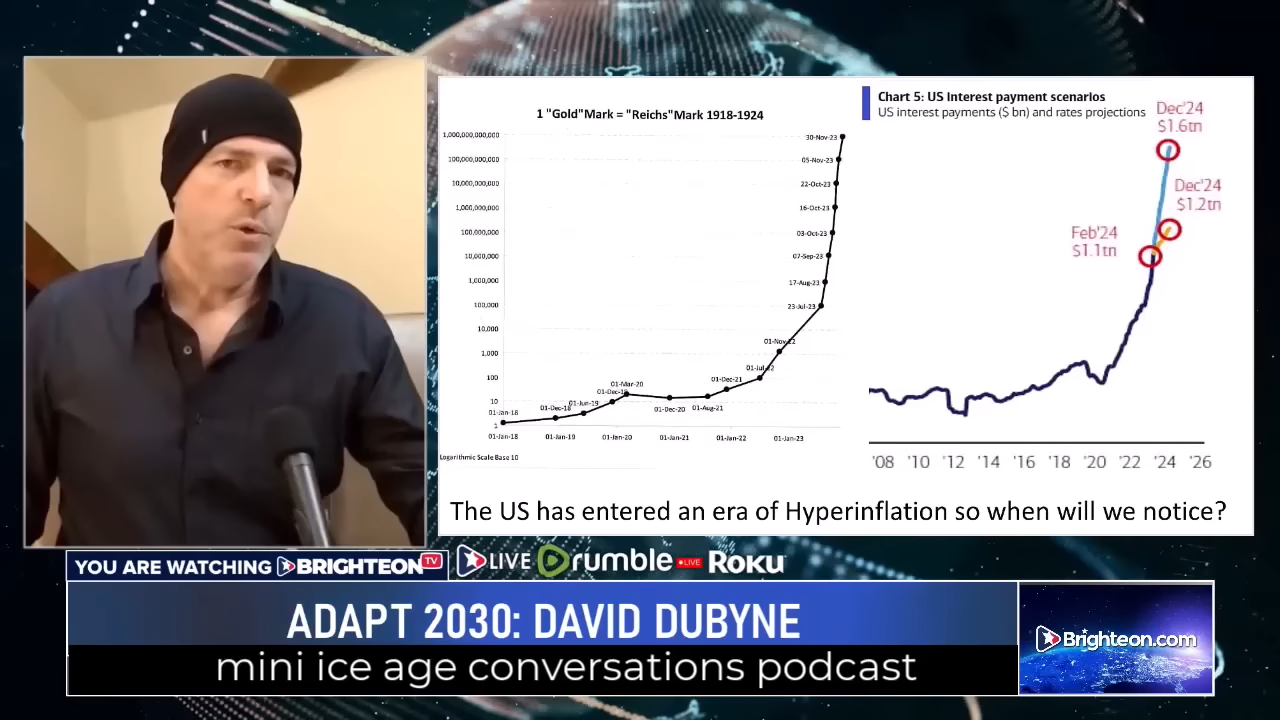 1 "Gold"Mark = "Reichs"Mark 1918-1924
1,000,000,000,000
100,000,000,000
10,000,000,000
1,000,000,000
100,000,000
10,000,000
1,000,000
100,000
10,000
1,000
100
10
1
30-Nov-23
05-Nov-23
22-Oct-23
16-Oct-23
03-Oct-23
07-Sep-23
17-Aug-23
23-Jul-23
01-Nov-22
01-Jul-22
01-Dec-21
01-Aug-21
01-Dec-20
01-Mar-20
01-Jun-19
01-Dec-18
01-Jan-18
01-Jan-18 01-Jan-19 01-Jan-20 01-Jan-21 01-Jan-22 01-Jan-23
Logarithmic Scale Base 10
Chart 5: US Interest payment scenarios
US interest payments ($ bn) and rates projections
Dec'24
$1.6tn
Dec'24
$1.2tn
Feb'24
$1.1tn
'08 '10 '12 '14 '16 '18 '20 '22 '24 '26
The US has entered an era of Hyperinflation so when will we notice?
YOU ARE WATCHING BRIGHTEON TV LIVE rumble LIVE ROKU
ADAPT 2030: DAVID DUBYNE
mini ice age conversations podcast
Brighteon.com